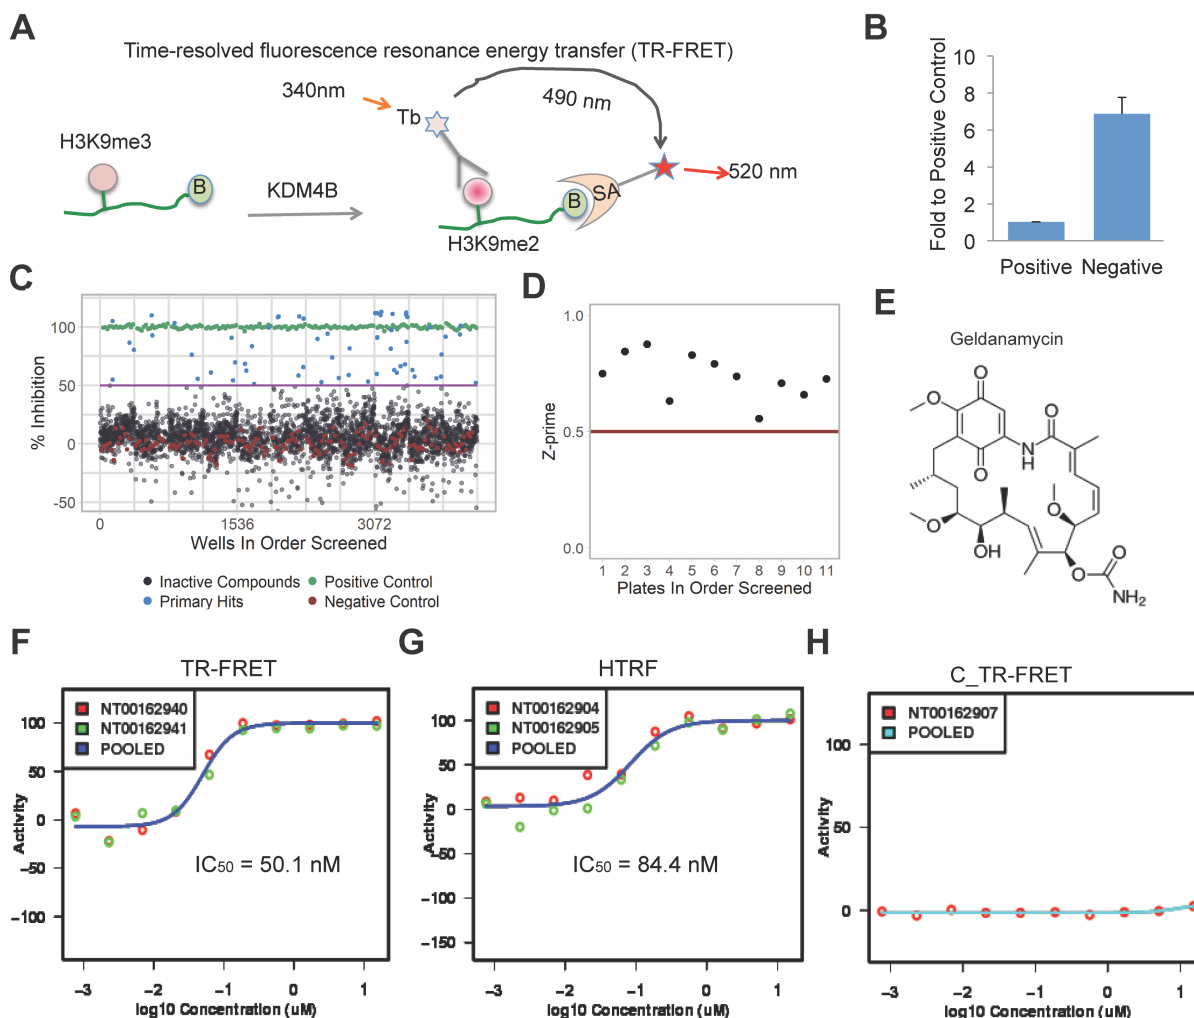 A
Time-resolved fluorescence resonance energy transfer (TR-FRET)
340nm
Tb
490 nm
H3K9me3
B
KDM4B
B
SA
520 nm
H3K9me2
B
Fold to Positive Control
10
8
6
4
2
0
Positive Negative
C
% Inhibition
100
50
0
-50
0 1536 3072
Wells In Order Screened
Inactive Compounds Positive Control
Primary Hits Negative Control
D
Z-prime
1.0
0.5
0.0
1 2 3 4 5 6 7 8 9 10 11
Plates In Order Screened
E
Geldanamycin
O
O
O
O
N
H
O
O
O
OH
O
O
NH2
F
TR-FRET
NT00162940
NT00162941
POOLED
Activity
100
50
0
-50
-100
IC50 = 50.1 nM
-3 -2 -1 0 1
log10 Concentration (uM)
G
HTRF
NT00162904
NT00162905
POOLED
Activity
100
50
0
-50
-100
-150
IC50 = 84.4 nM
-3 -2 -1 0 1
log10 Concentration (uM)
H
C_TR-FRET
NT00162907
POOLED
Activity
100
50
0
-3 -2 -1 0 1
log10 Concentration (uM)